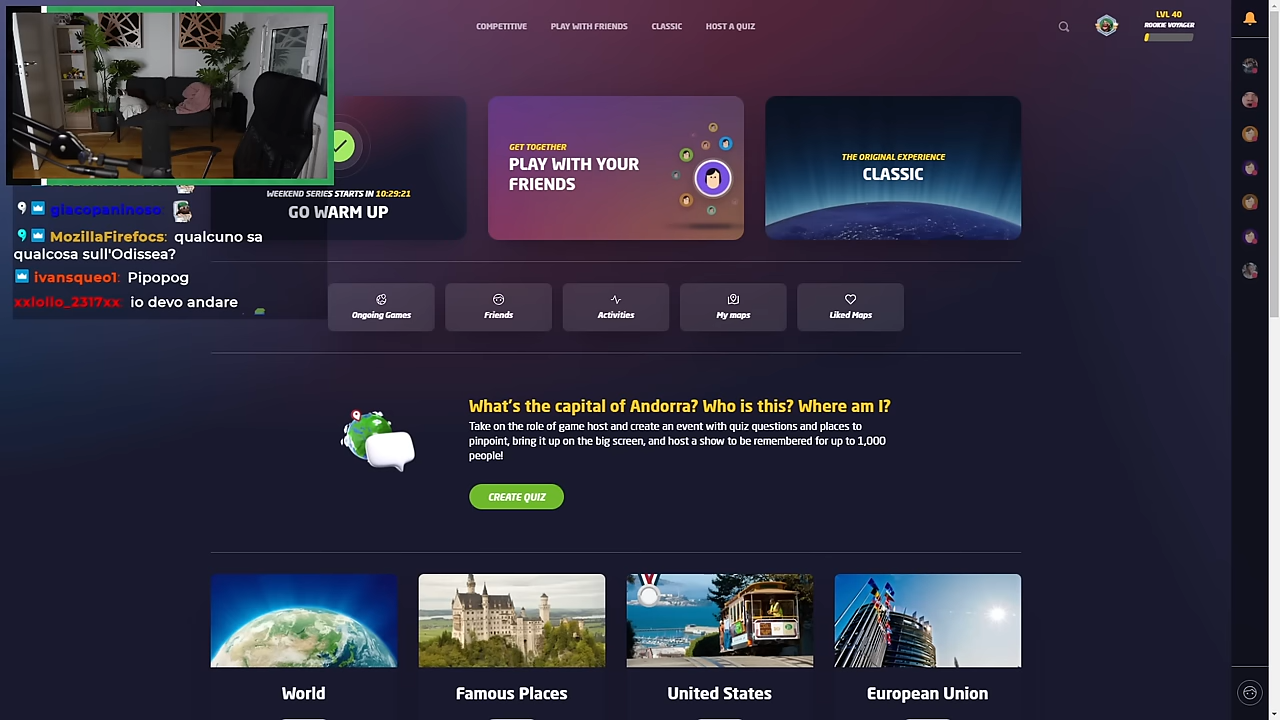 COMPETITIVE PLAY WITH FRIENDS CLASSIC HOST A QUIZ
LVL 40
ROOKIE VOYAGER
WEEKEND SERIES STARTS IN 10:29:21
GO WARM UP
GET TOGETHER
PLAY WITH YOUR
FRIENDS
THE ORIGINAL EXPERIENCE
CLASSIC
giacopaninoso:
MozillaFirefocs: qualcuno sa
qualcosa sull'Odissea?
ivansqueo1: Pipopog
xxlollo_2317xx: io devo andare
Ongoing Games
Friends
Activities
My maps
Liked Maps
What's the capital of Andorra? Who is this? Where am I?
Take on the role of game host and create an event with quiz questions and places to
pinpoint, bring it up on the big screen, and host a show to be remembered for up to 1,000
people!
CREATE QUIZ
World
Famous Places
United States
European Union